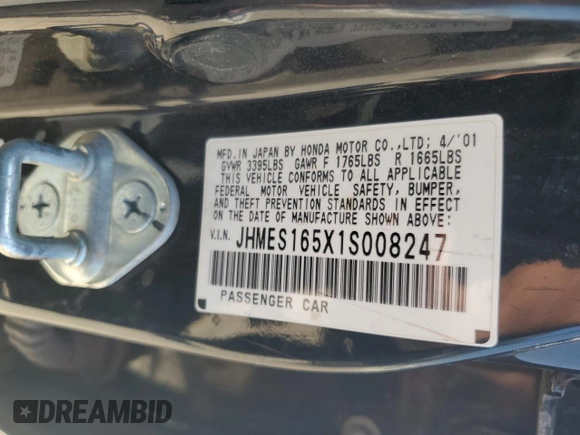 MFD.IN JAPAN BY HONDA MOTOR CO.,LTD; 4/'01
GVWR 3395LBS GAWR F 1765LBS R 1665LBS
THIS VEHICLE CONFORMS TO ALL APPLICABLE
FEDERAL MOTOR VEHICLE SAFETY, BUMPER,
AND THEFT PREVENTION STANDARDS IN EFFECT
ON THE DATE OF MANUFACTURE SHOWN ABOVE:
V.I.N. JHMES165X1S008247
PASSENGER CAR
DREAMBID